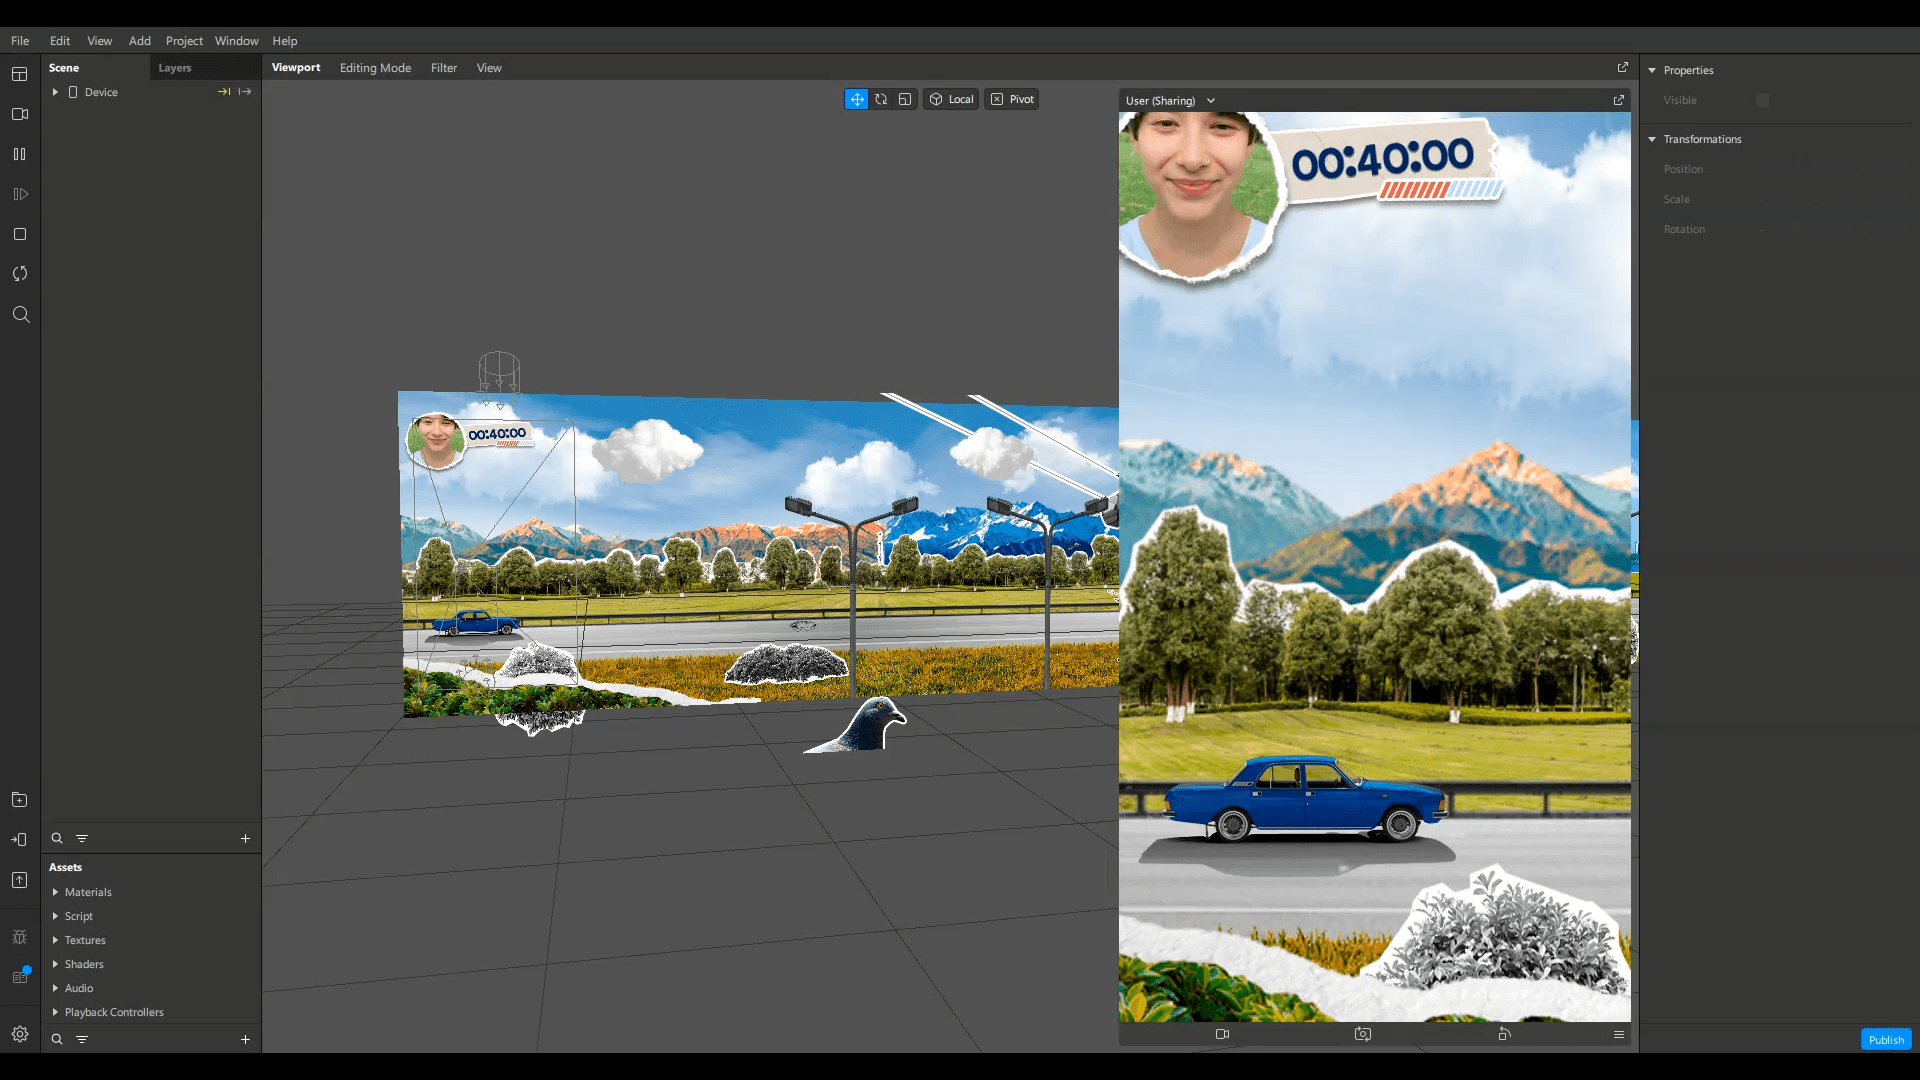 File Edit View Add Project Window Help
Scene Layers
Device
Viewport Editing Mode Filter View
Local Pivot
User (Sharing)
00:40:00
00:40:00
Assets
Materials
Script
Textures
Shaders
Audio
Playback Controllers
Properties
Visible
Transformations
Position
Scale
Rotation
Publish